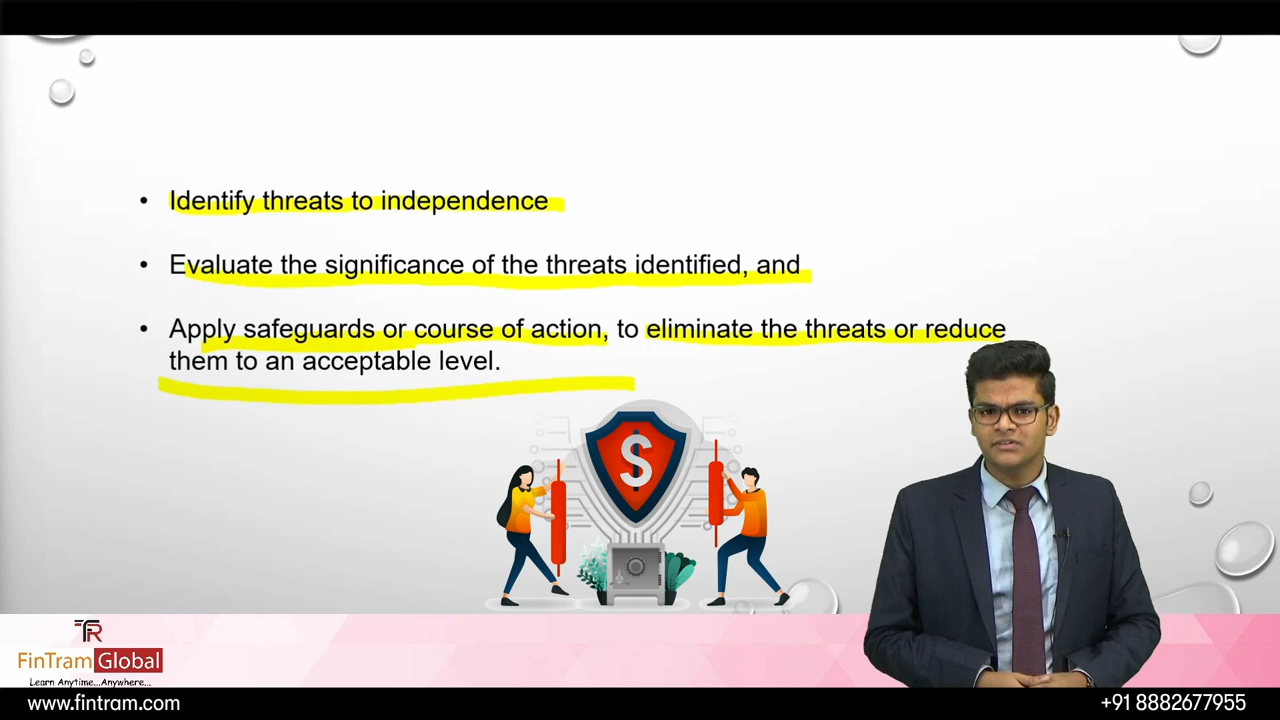 • Identify threats to independence
• Evaluate the significance of the threats identified, and
• Apply safeguards or course of action, to eliminate the threats or reduce
them to an acceptable level.
$
TR
FinTram Global
Learn Anytime...Anywhere...
www.fintram.com
+91 8882677955